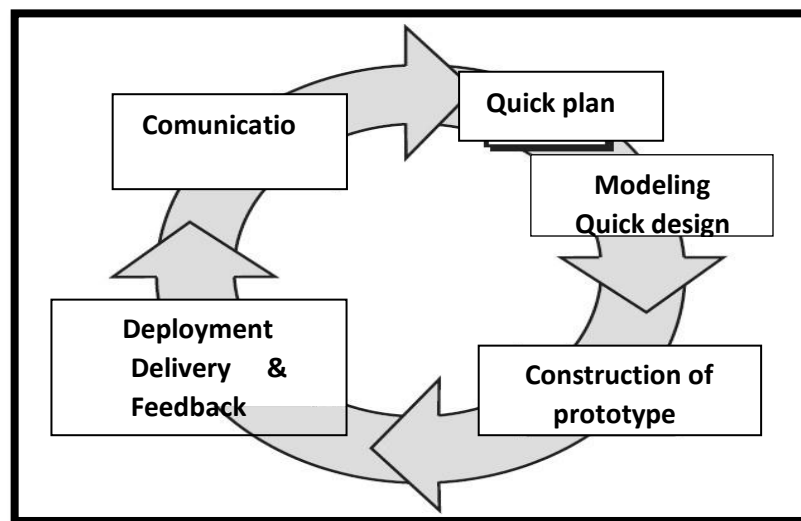 Comunicatio
Quick plan
Modeling
Quick design
Construction of
prototype
Deployment
Delivery &
Feedback